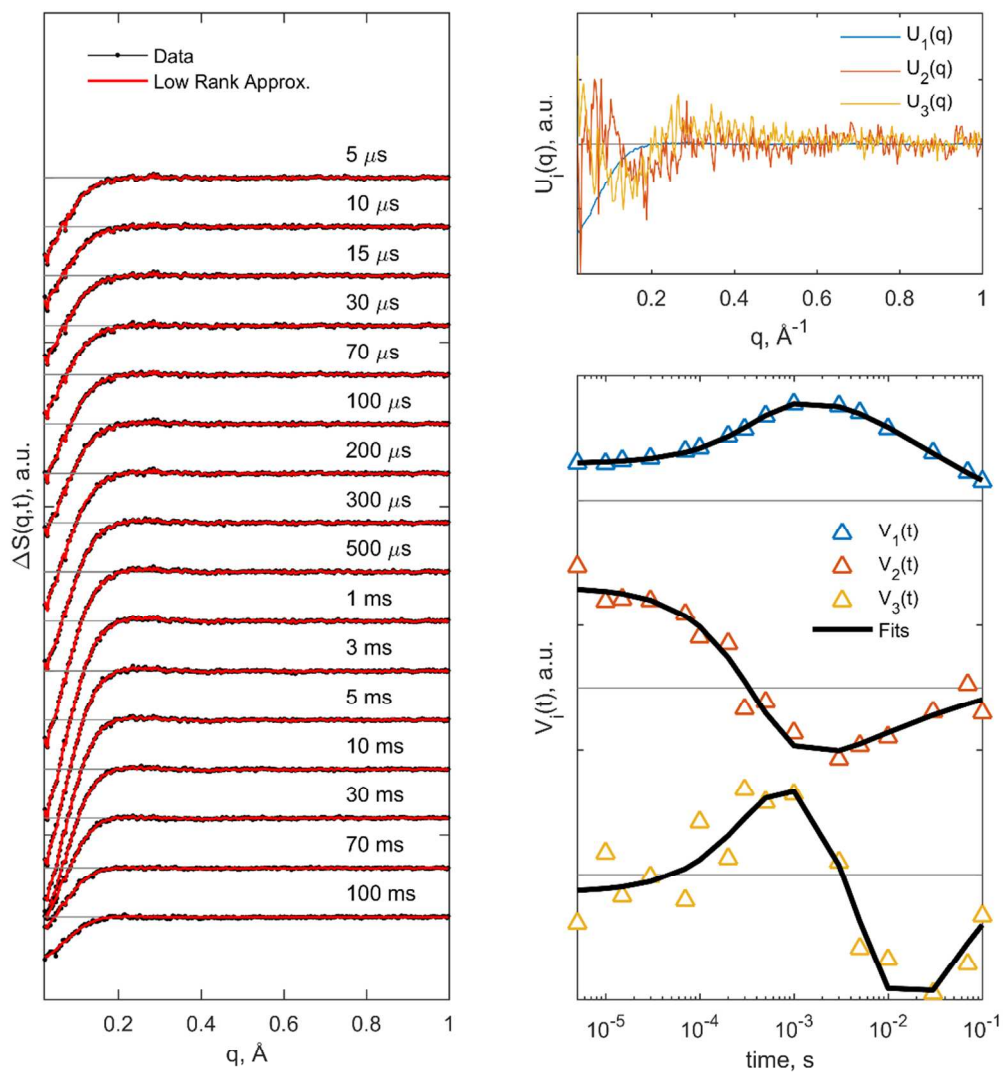 Data
Low Rank Approx.
5 μs
10 μs
15 μs
30 μs
70 μs
100 μs
200 μs
300 μs
500 μs
1 ms
3 ms
5 ms
10 ms
30 ms
70 ms
100 ms
ΔS(q,t), a.u.
0.2 0.4 0.6 0.8 1
q, Å
U₁(q)
U₂(q)
U₃(q)
Uᵢ(q), a.u.
0.2 0.4 0.6 0.8 1
q, Å⁻¹
V₁(t)
V₂(t)
V₃(t)
Fits
Vᵢ(t), a.u.
10⁻⁵ 10⁻⁴ 10⁻³ 10⁻² 10⁻¹
time, s